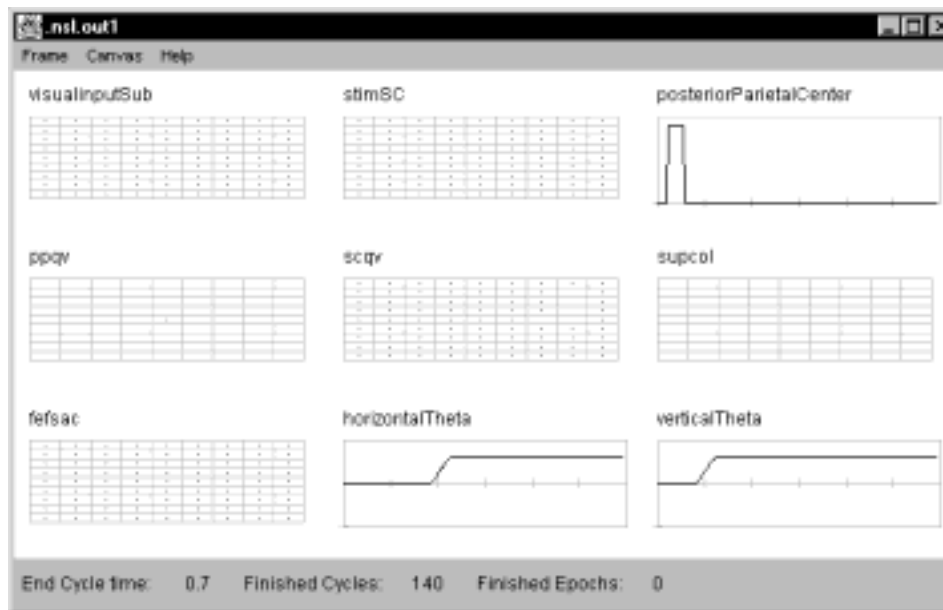 .nsl.out1
Frame Canvas Help
visualinputSub stimSC posteriorParietalCenter
ppqv scqv supcol
fefsac horizontalTheta verticalTheta
End Cycle time: 0.7 Finished Cycles: 140 Finished Epochs: 0